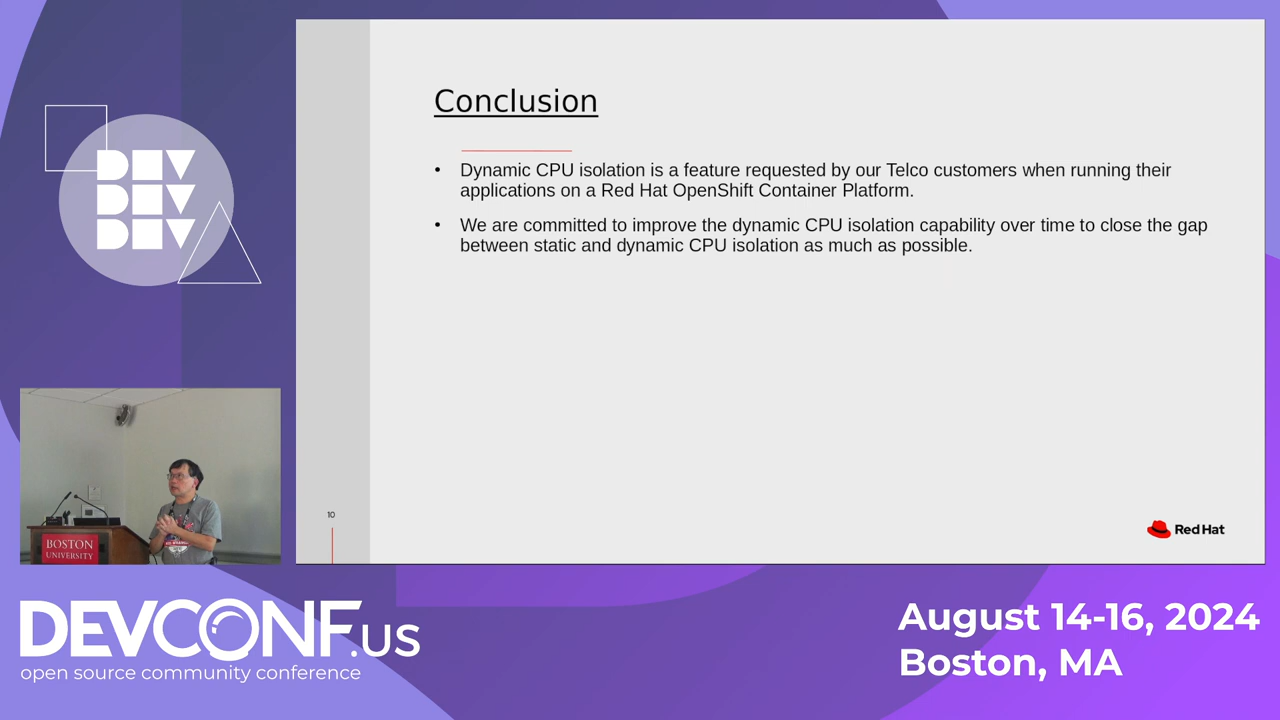 DEV
DEV
DEV
Conclusion
• Dynamic CPU isolation is a feature requested by our Telco customers when running their
applications on a Red Hat OpenShift Container Platform.
• We are committed to improve the dynamic CPU isolation capability over time to close the gap
between static and dynamic CPU isolation as much as possible.
10
Red Hat
BOSTON
UNIVERSITY
DEVCONF.US
open source community conference
August 14-16, 2024
Boston, MA